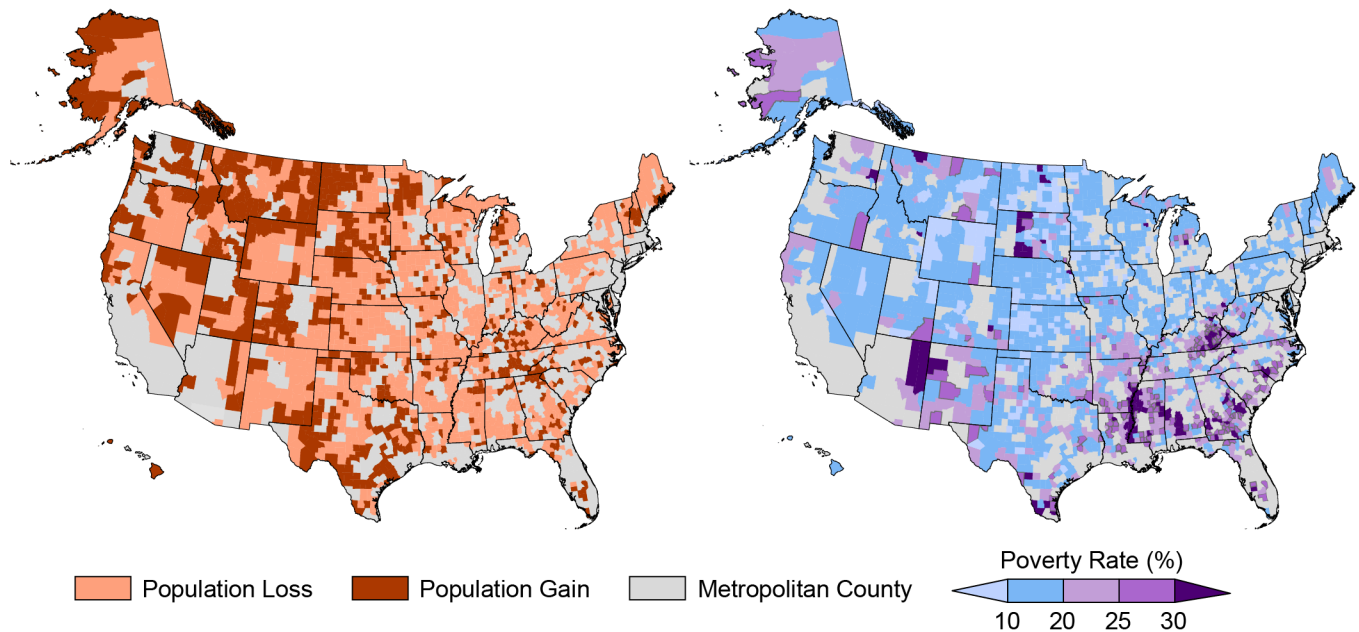 Population Loss
Population Gain
Metropolitan County
Poverty Rate (%)
10 20 25 30